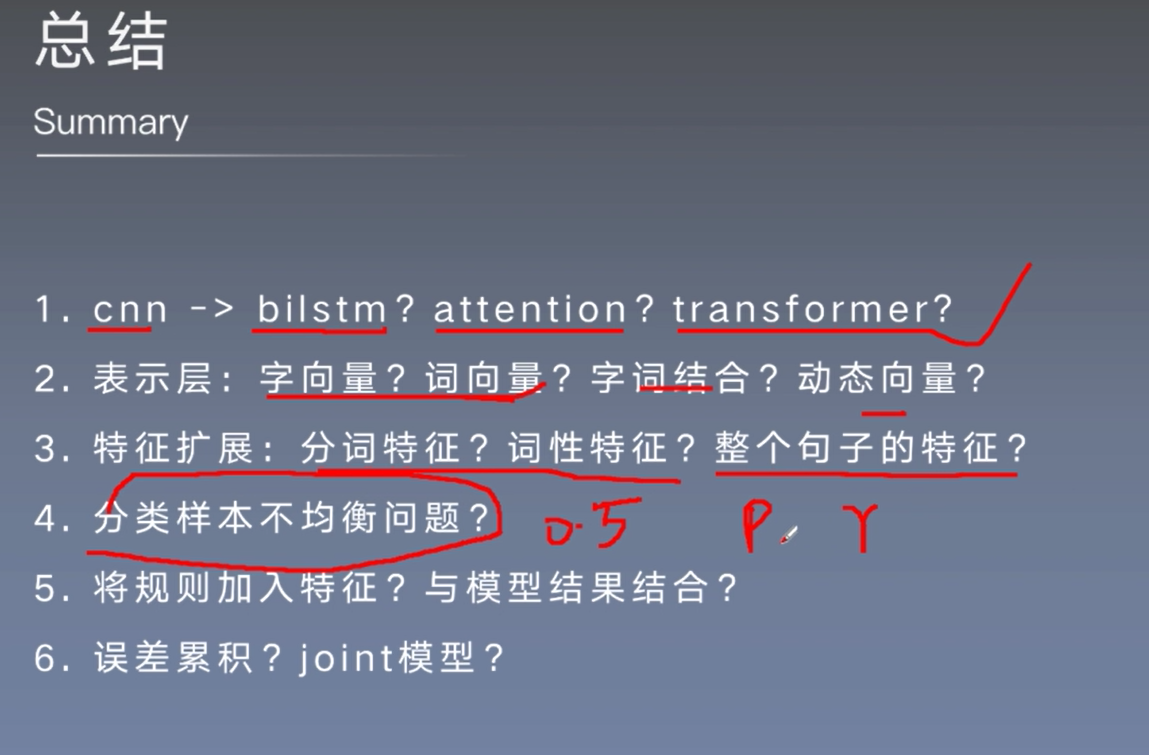 总结
Summary
1. cnn -> bilstm? attention? transformer?
2. 表示层：字向量？词向量？字词结合？动态向量？
3. 特征扩展：分词特征？词性特征？整个句子的特征？
4. 分类样本不均衡问题？ 0.5 P. r
5. 将规则加入特征？与模型结果结合？
6. 误差累积？joint模型？